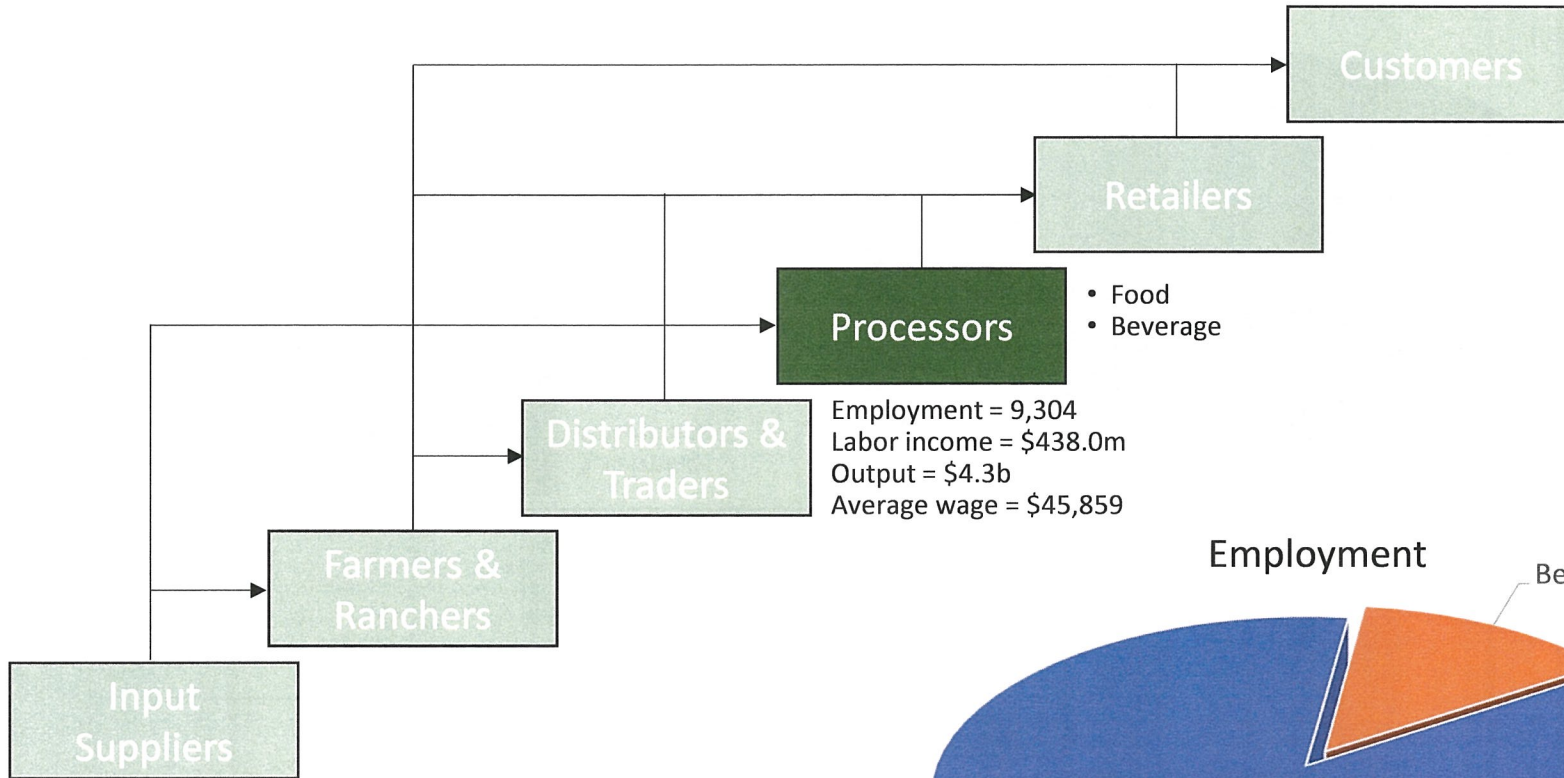 Customers
Retailers
Processors
• Food
• Beverage
Distributors &
Traders
Employment = 9,304
Labor income = $438.0m
Output = $4.3b
Average wage = $45,859
Farmers &
Ranchers
Employment
Be
Input
Suppliers